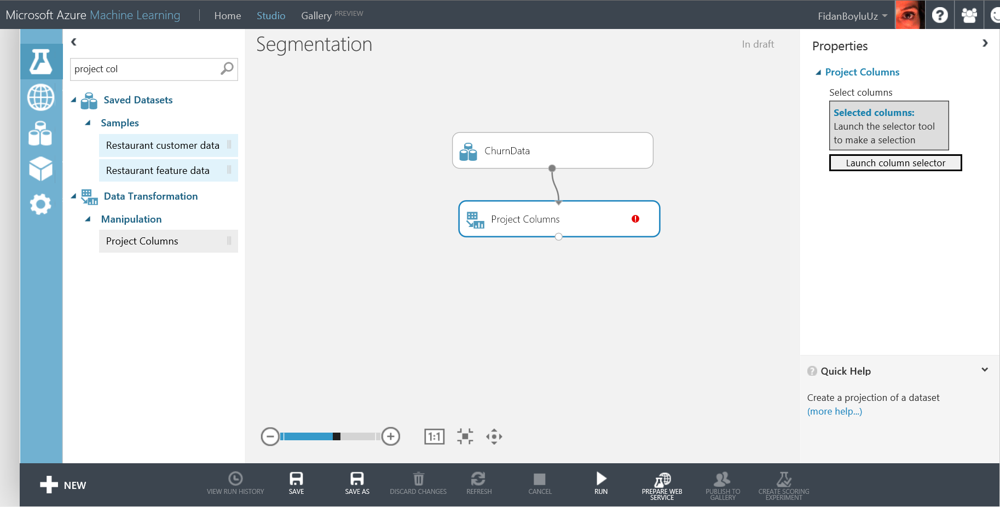 Microsoft Azure Machine Learning
Home
Studio
Gallery PREVIEW
FidanBoyluUz
project col
Saved Datasets
Samples
Restaurant customer data
Restaurant feature data
Data Transformation
Manipulation
Project Columns
Segmentation
In draft
ChurnData
Project Columns
1:1
Properties
Project Columns
Select columns
Selected columns:
Launch the selector tool
to make a selection
Launch column selector
Quick Help
Create a projection of a dataset
(more help...)
NEW
VIEW RUN HISTORY
SAVE
SAVE AS
DISCARD CHANGES
REFRESH
CANCEL
RUN
PREPARE WEB
SERVICE
PUBLISH TO
GALLERY
CREATE SCORING
EXPERIMENT